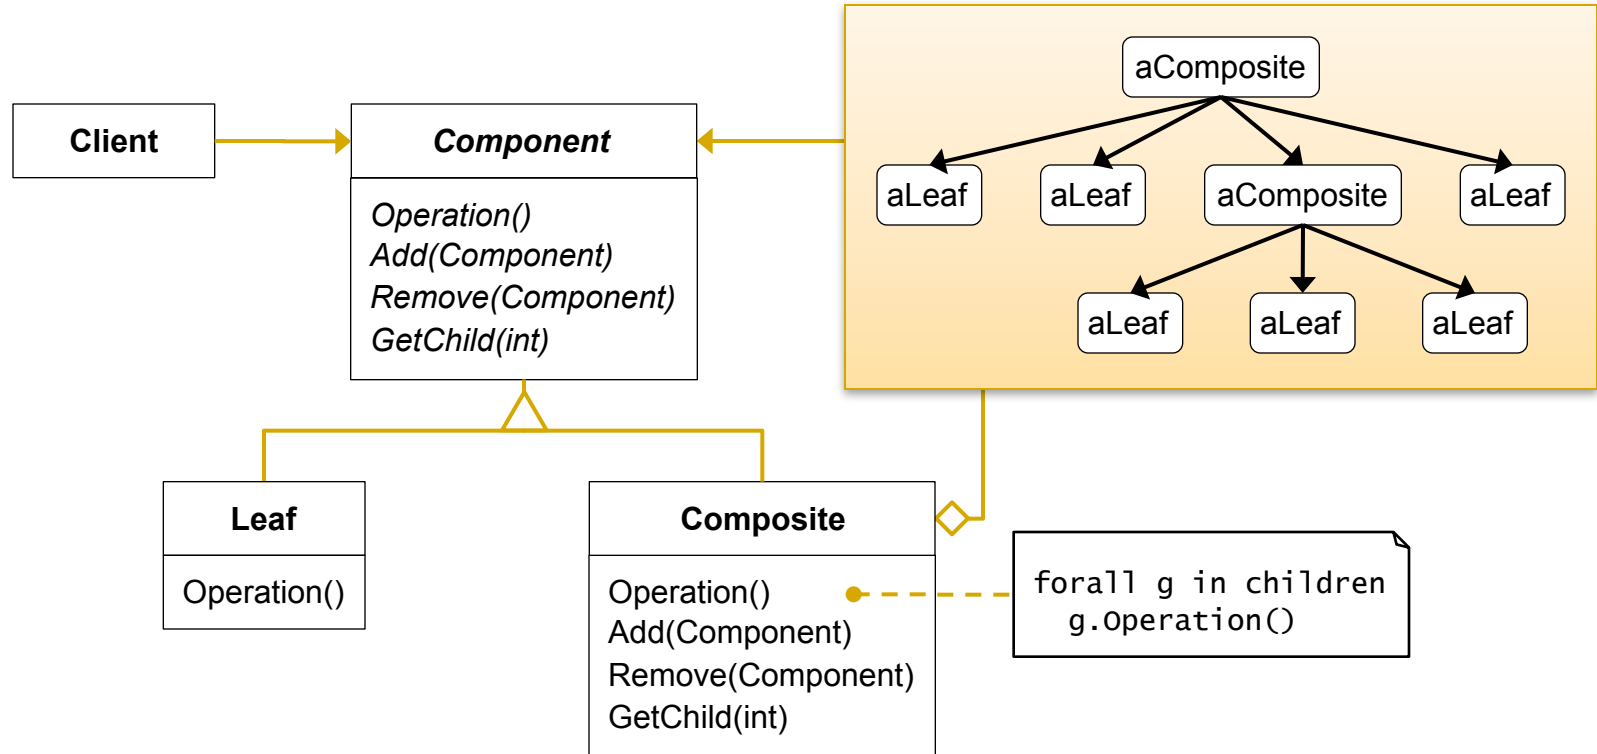 Client
Component
Operation()
Add(Component)
Remove(Component)
GetChild(int)
aComposite
aLeaf
aLeaf
aComposite
aLeaf
aLeaf
aLeaf
aLeaf
Leaf
Operation()
Composite
Operation()
Add(Component)
Remove(Component)
GetChild(int)
forall g in children
g.Operation()